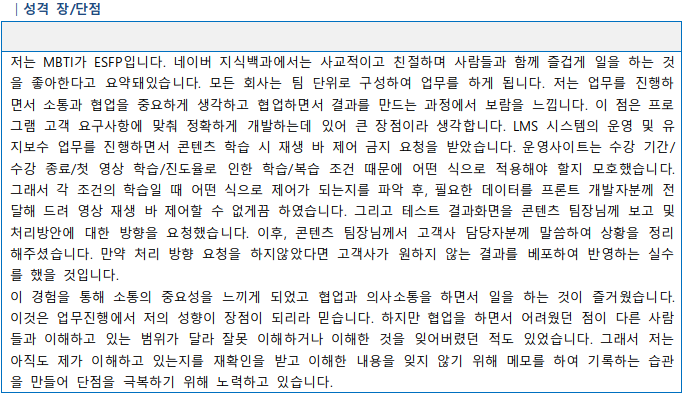 | 성격 장/단점
저는 MBTI가 ESFP입니다. 네이버 지식백과에서는 사교적이고 친절하며 사람들과 함께 즐겁게 일을 하는 것
을 좋아한다고 요약돼있습니다. 모든 회사는 팀 단위로 구성하여 업무를 하게 됩니다. 저는 업무를 진행하
면서 소통과 협업을 중요하게 생각하고 협업하면서 결과를 만드는 과정에서 보람을 느낍니다. 이 점은 프로
그램 고객 요구사항에 맞춰 정확하게 개발하는데 있어 큰 장점이라 생각합니다. LMS 시스템의 운영 및 유
지보수 업무를 진행하면서 콘텐츠 학습 시 재생 바 제어 금지 요청을 받았습니다. 운영사이트는 수강 기간/
수강 종료/첫 영상 학습/진도율로 인한 학습/복습 조건 때문에 어떤 식으로 적용해야 할지 모호했습니다.
그래서 각 조건의 학습일 때 어떤 식으로 제어가 되는지를 파악 후, 필요한 데이터를 프론트 개발자분께 전
달해 드려 영상 재생 바 제어할 수 없게끔 하였습니다. 그리고 테스트 결과화면을 콘텐츠 팀장님께 보고 및
처리방안에 대한 방향을 요청했습니다. 이후, 콘텐츠 팀장님께서 고객사 담당자분께 말씀하여 상황을 정리
해주셨습니다. 만약 처리 방향 요청을 하지않았다면 고객사가 원하지 않는 결과를 베포하여 반영하는 실수
를 했을 것입니다.
이 경험을 통해 소통의 중요성을 느끼게 되었고 협업과 의사소통을 하면서 일을 하는 것이 즐거웠습니다.
이것은 업무진행에서 저의 성향이 장점이 되리라 믿습니다. 하지만 협업을 하면서 어려웠던 점이 다른 사람
들과 이해하고 있는 범위가 달라 잘못 이해하거나 이해한 것을 잊어버렸던 적도 있었습니다. 그래서 저는
아직도 제가 이해하고 있는지를 재확인을 받고 이해한 내용을 잊지 않기 위해 메모를 하여 기록하는 습관
을 만들어 단점을 극복하기 위해 노력하고 있습니다.